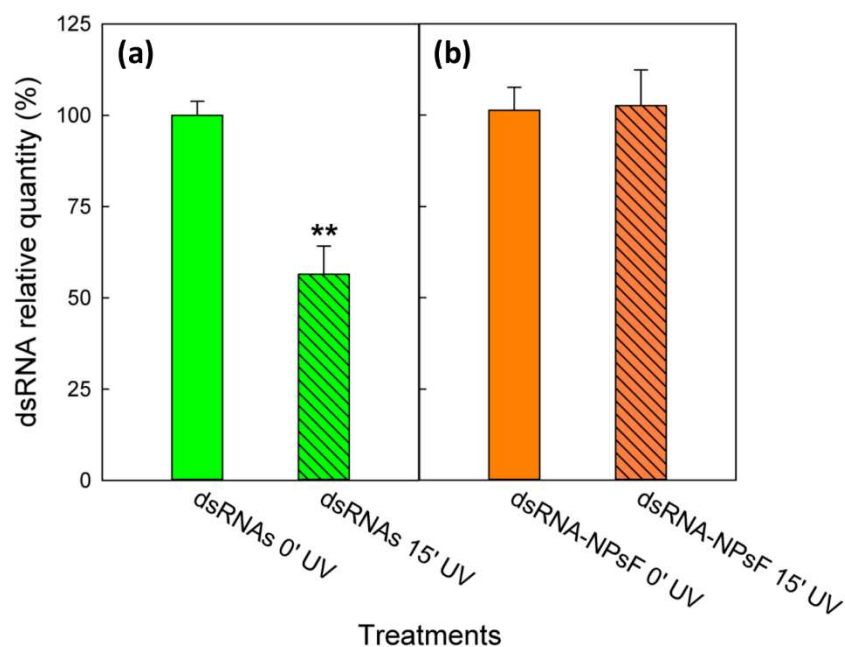 dsRNA relative quantity (%)
125
100
75
50
25
0
(a)
**
(b)
dsRNAs 0' UV
dsRNAs 15' UV
dsRNA-NPsF 0' UV
dsRNA-NPsF 15' UV
Treatments